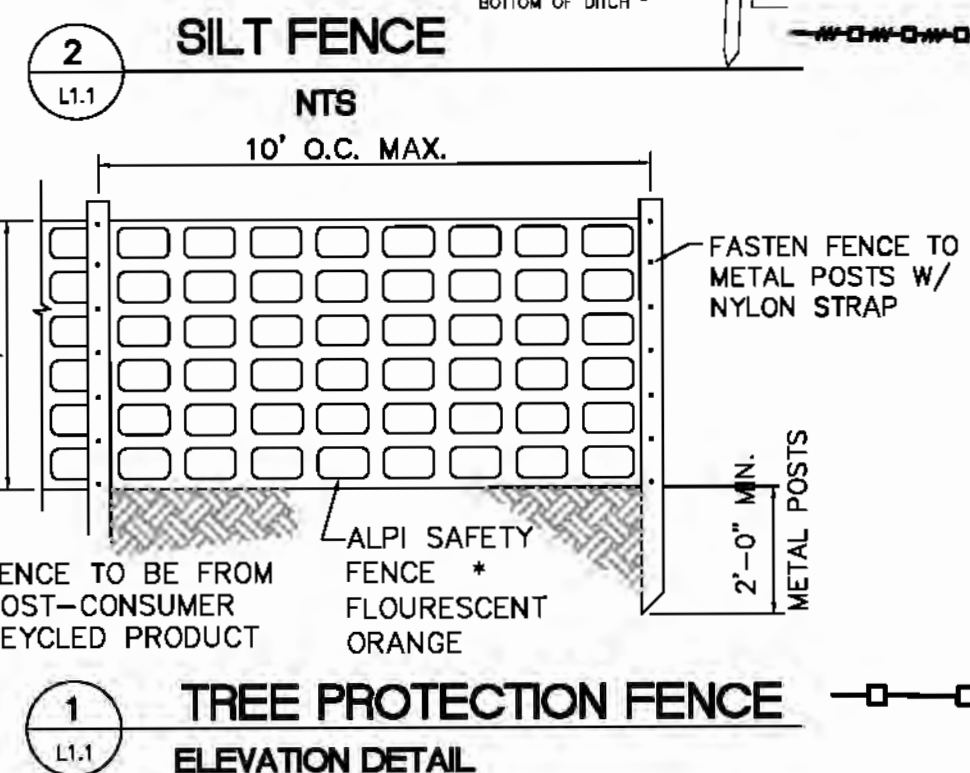 BOTTOM OF DITCH
2
L1.1
SILT FENCE
NTS
10' O.C. MAX.
FASTEN FENCE TO
METAL POSTS W/
NYLON STRAP
2'-0" MIN.
METAL POSTS
ALPI SAFETY
FENCE *
FLOURESCENT
ORANGE
ENCE TO BE FROM
OST-CONSUMER
EYCLED PRODUCT
1
L1.1
TREE PROTECTION FENCE
ELEVATION DETAIL